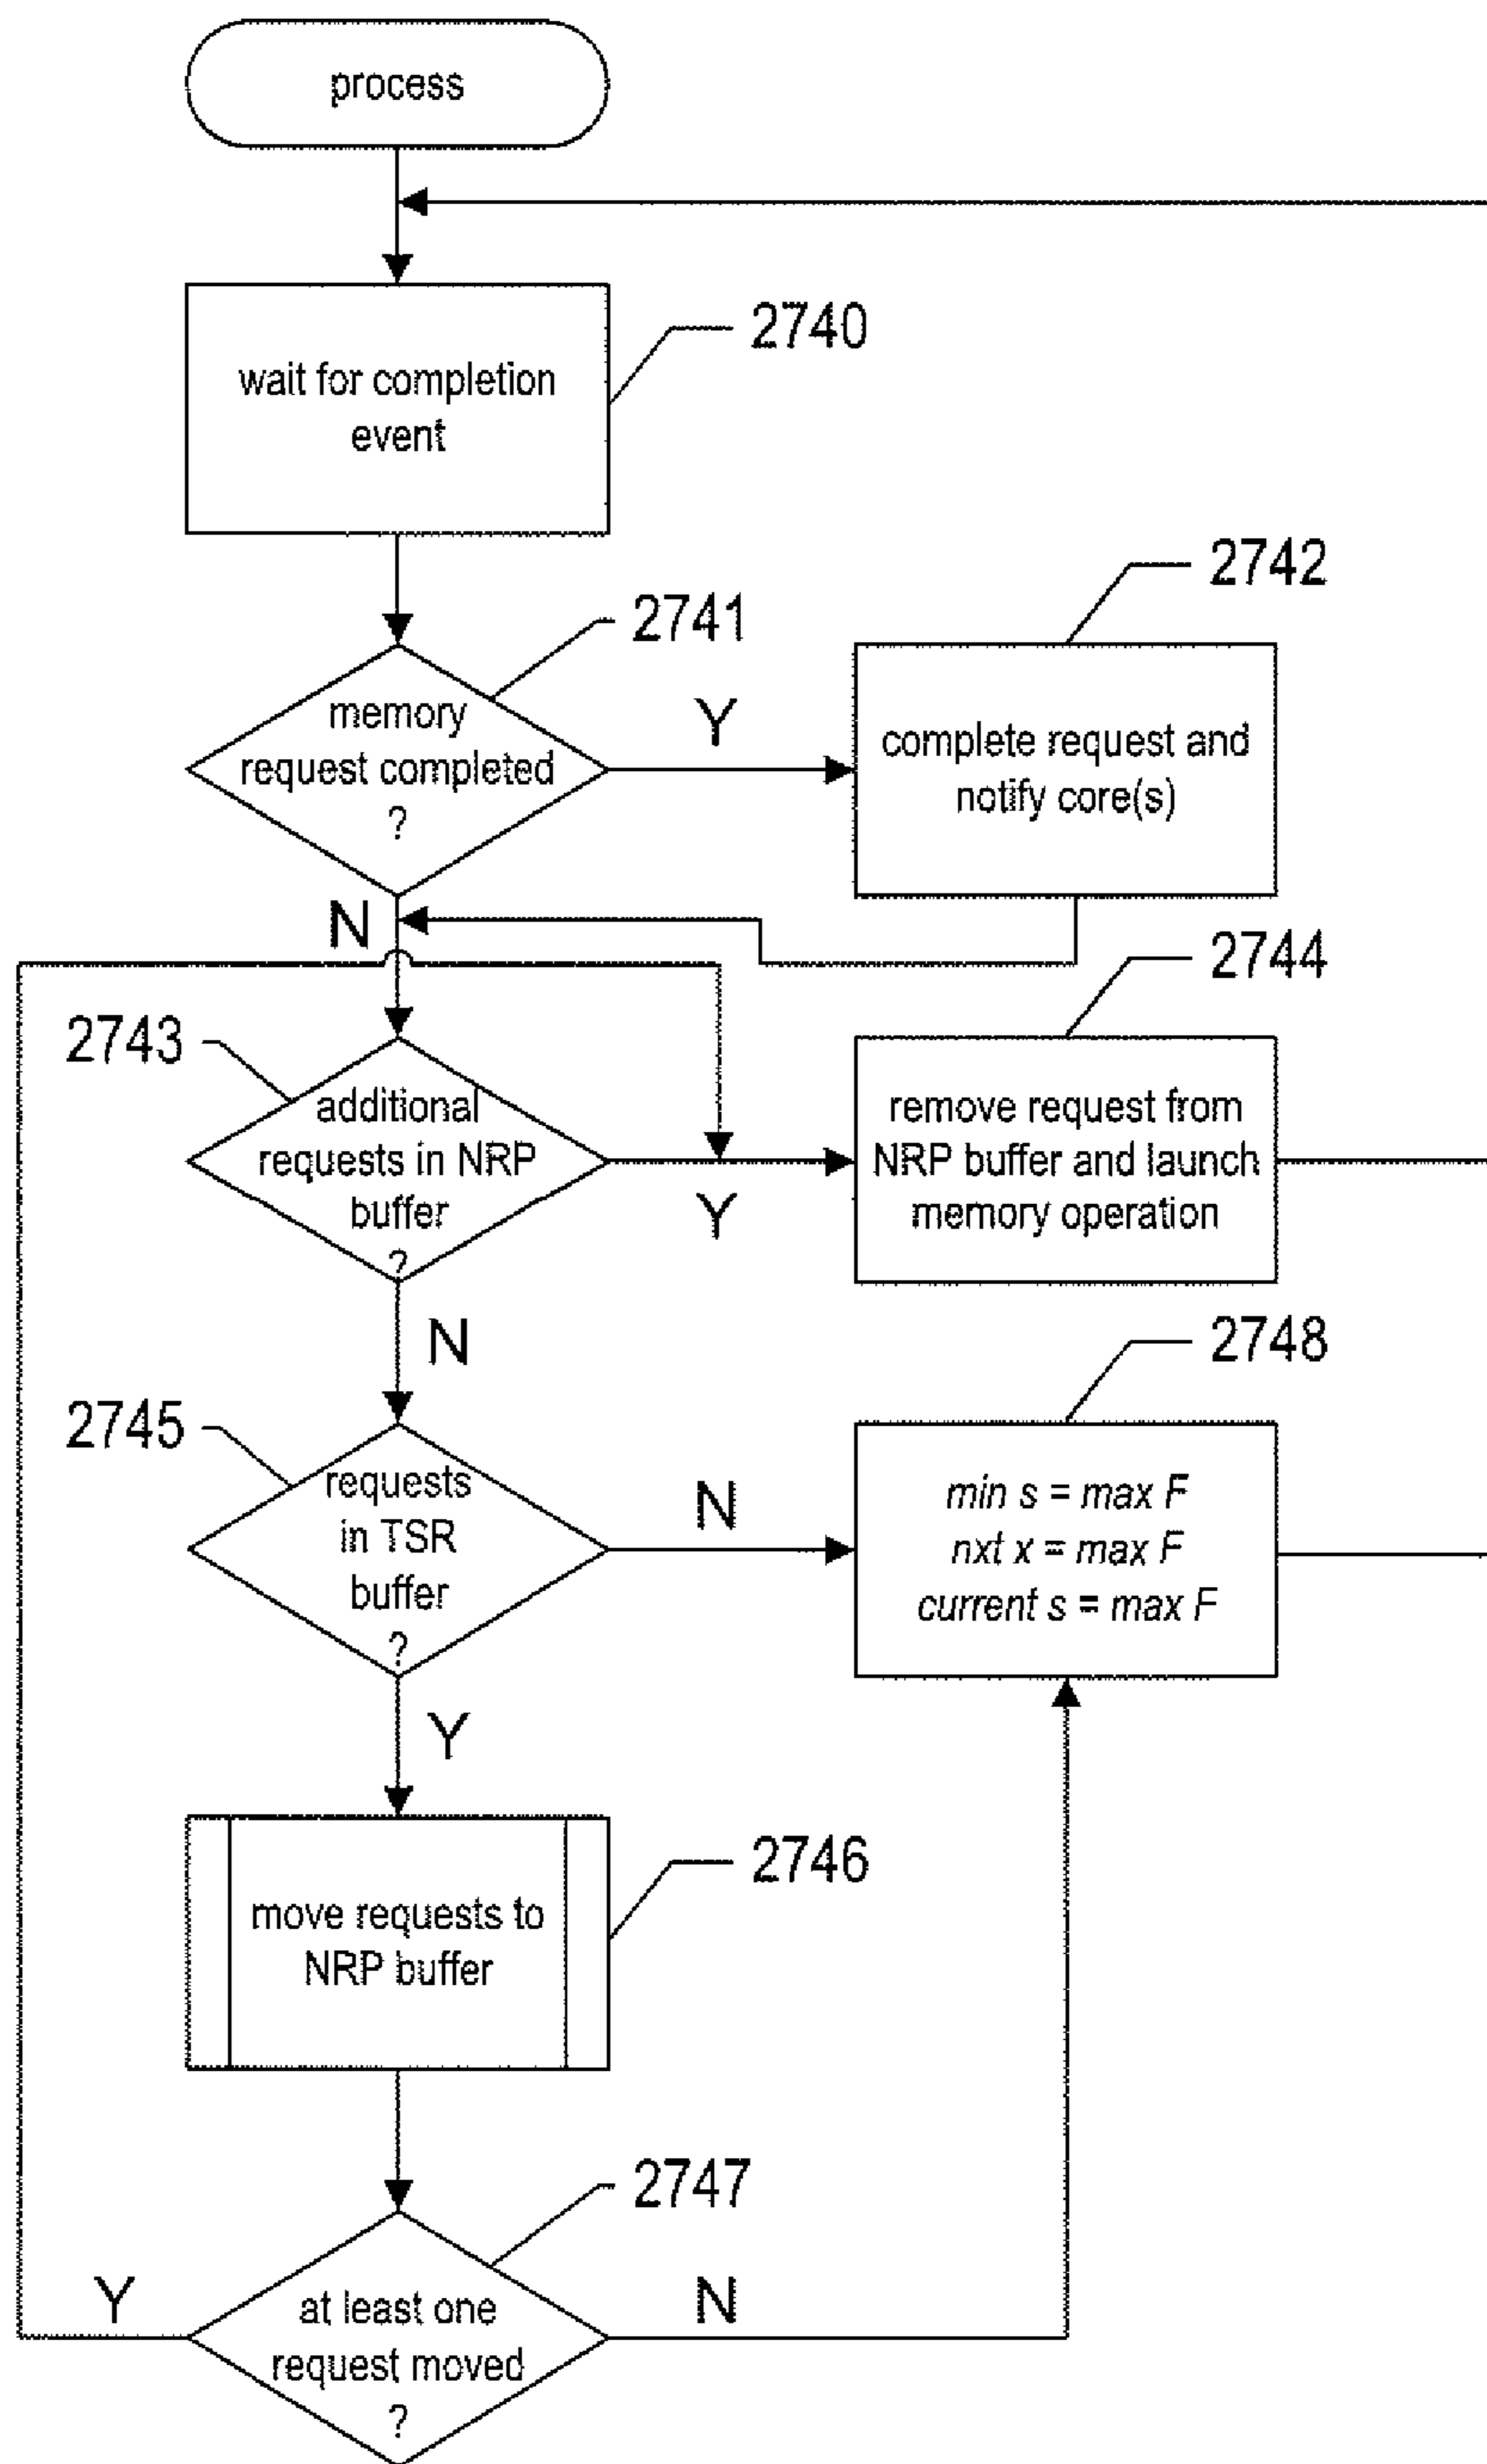 process
2740
wait for completion
event
2742
2741
memory
request completed
?
Y
complete request and
notify core(s)
N
2744
2743
additional
requests in NRP
buffer
?
Y
remove request from
NRP buffer and launch
memory operation
N
2748
2745
requests
in TSR
buffer
?
N
min s = max F
nxt x = max F
current s = max F
Y
2746
move requests to
NRP buffer
2747
Y
at least one
request moved
?
N